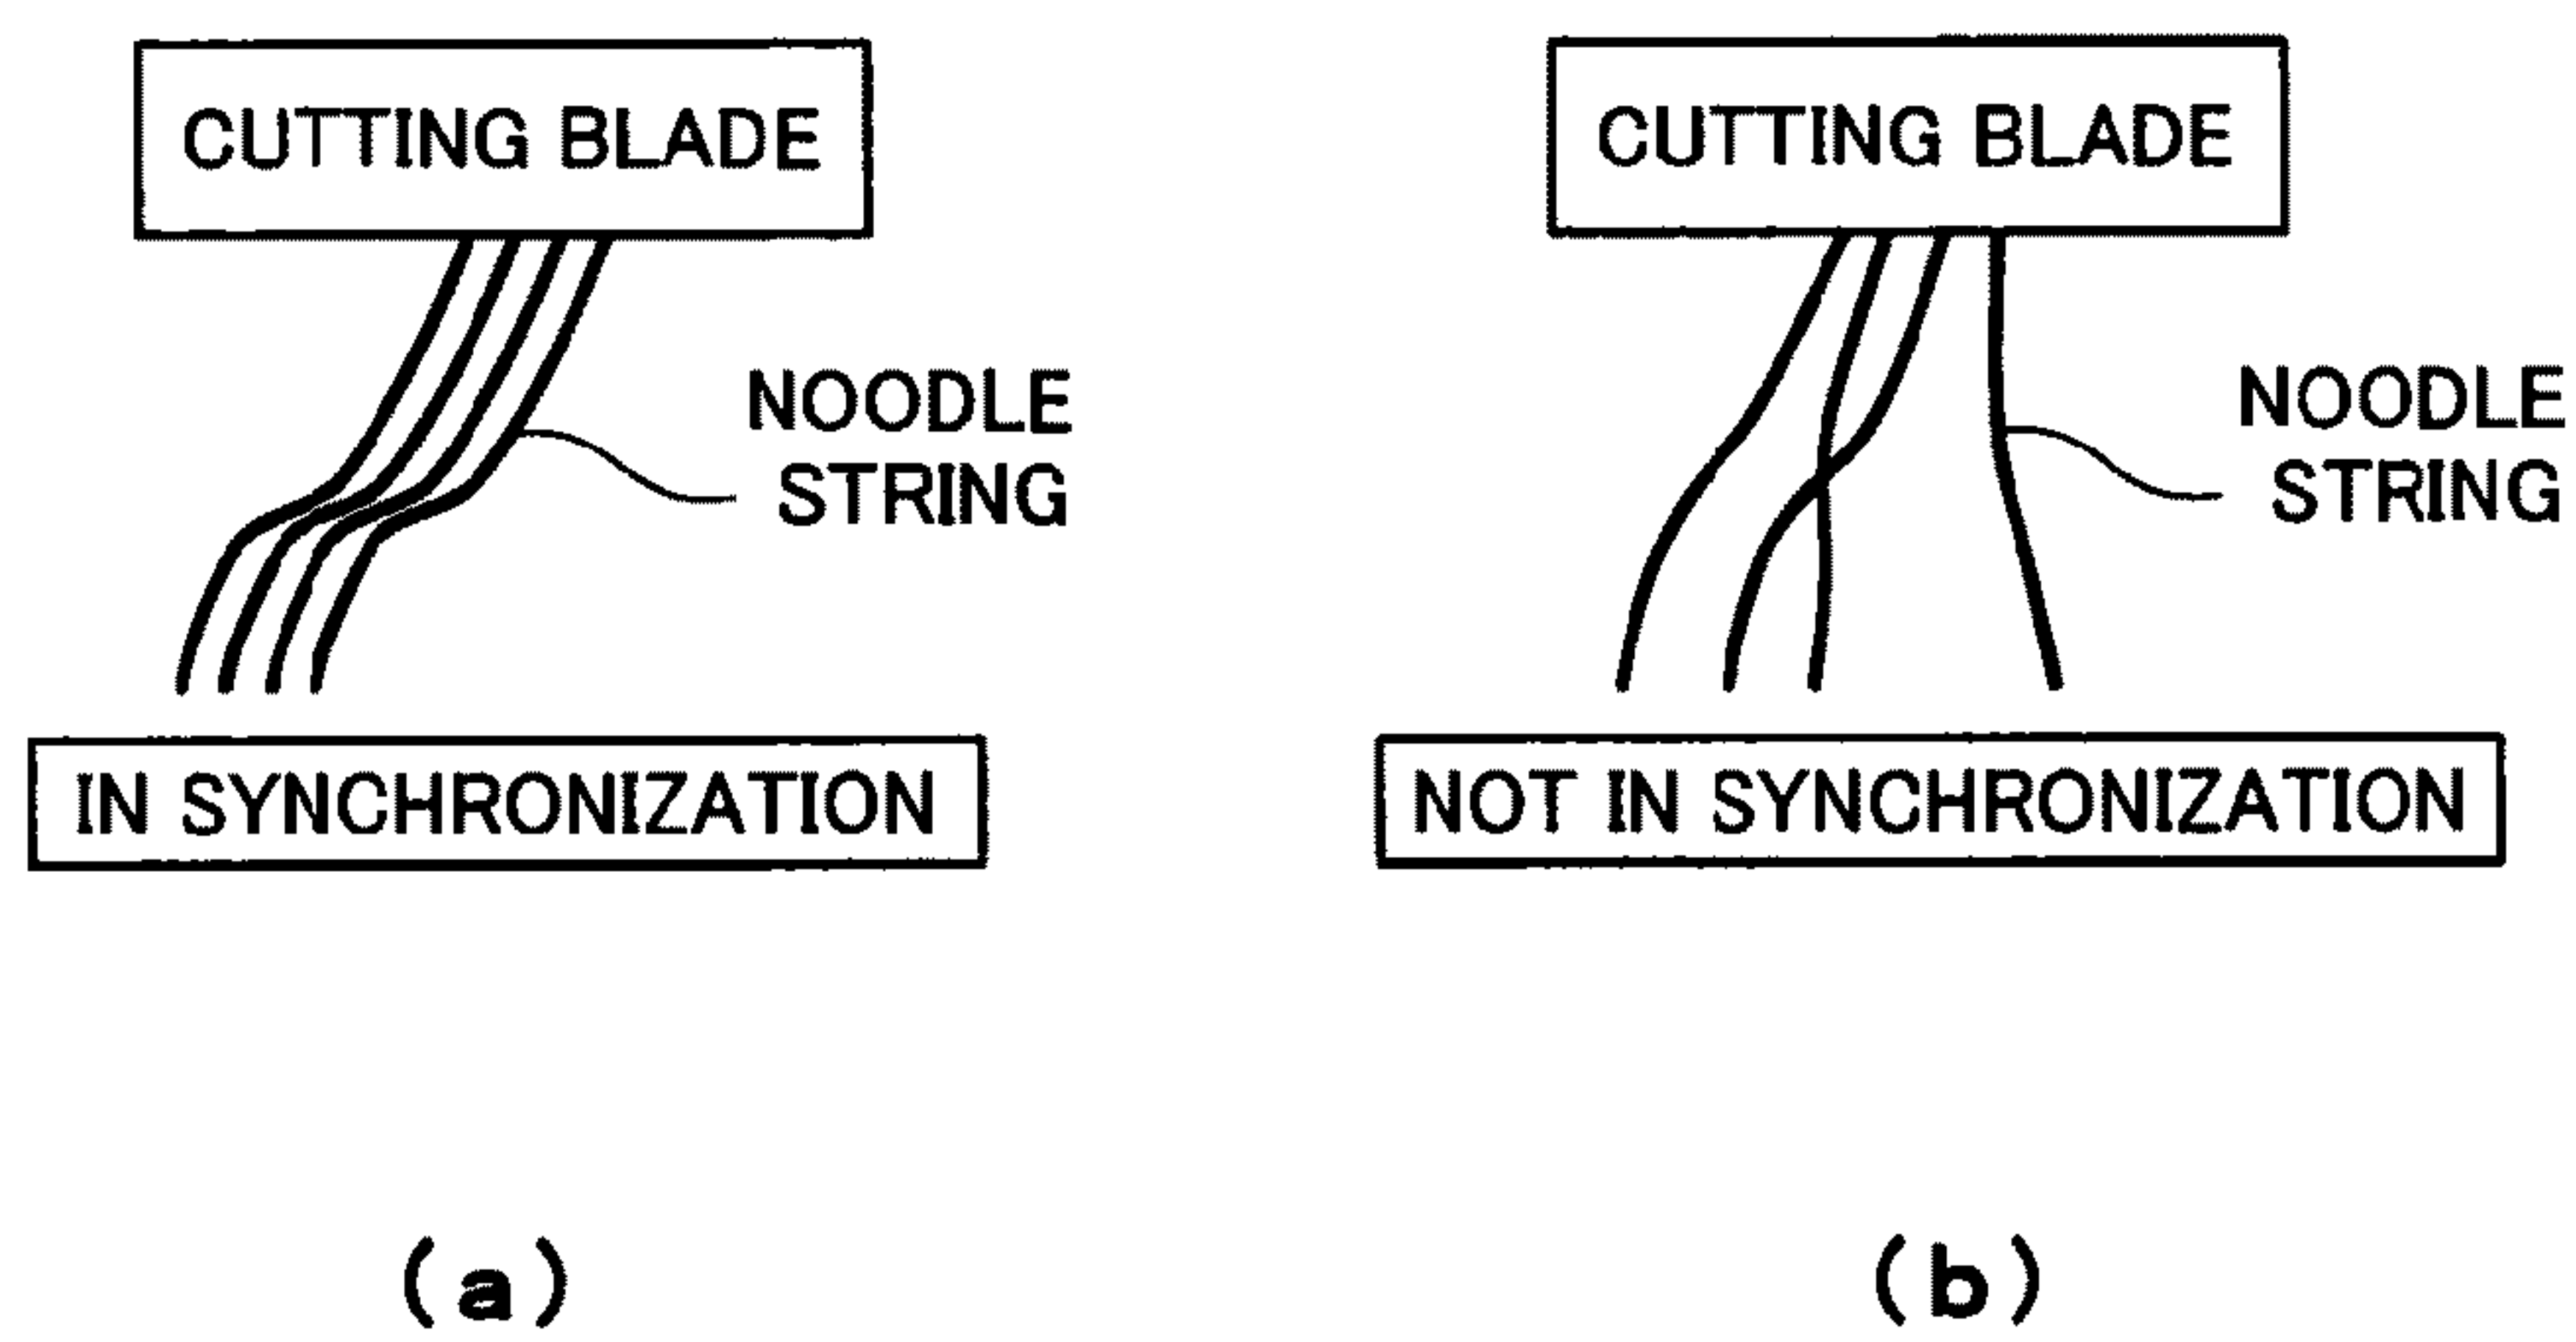 CUTTING BLADE
NOODLE
STRING
IN SYNCHRONIZATION
(a)
CUTTING BLADE
NOODLE
STRING
NOT IN SYNCHRONIZATION
(b)